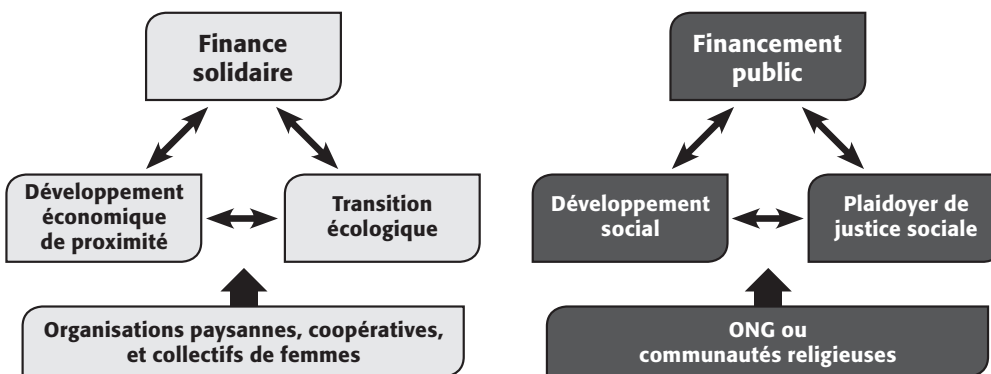 Finance
solidaire
Développement
économique
de proximité
Transition
écologique
Organisations paysannes, coopératives,
et collectifs de femmes
Financement
public
Développement
social
Plaidoyer de
justice sociale
ONG ou
communautés religieuses